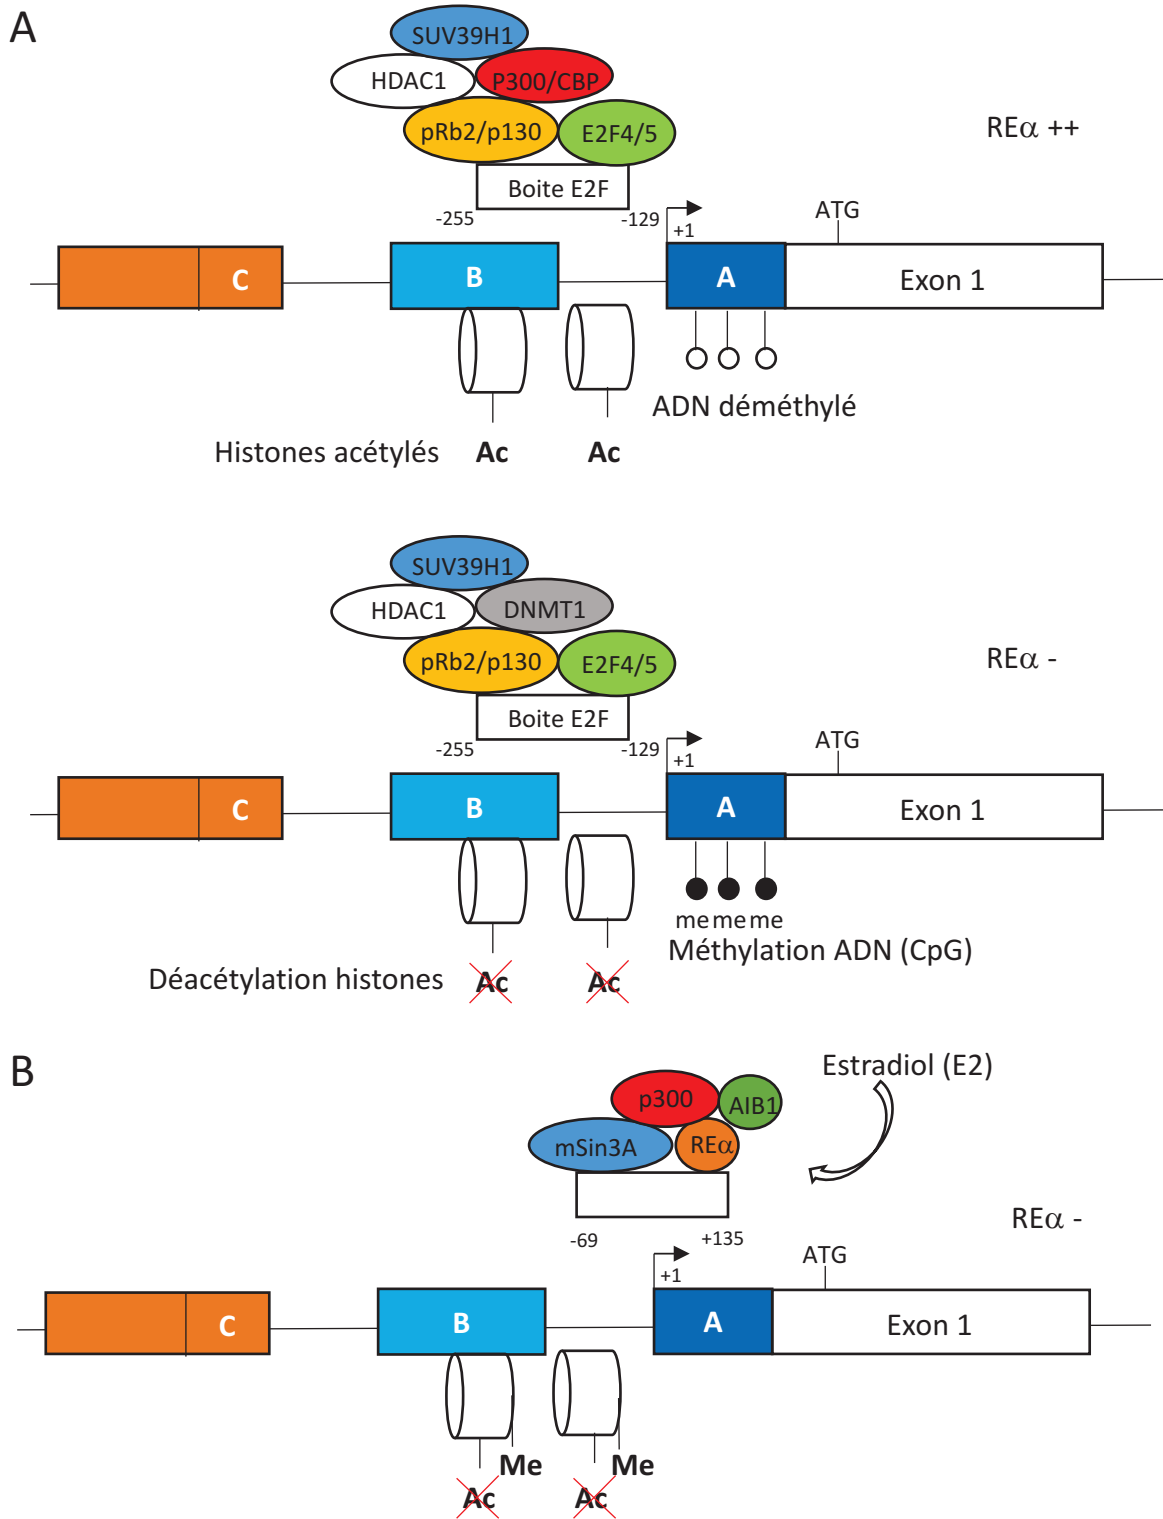 A
SUV39H1
HDAC1
P300/CBP
pRb2/p130
E2F4/5
REα ++
Boite E2F
-255
-129
+1
ATG
C
B
A
Exon 1
ADN déméthylé
Histones acétylés
Ac
Ac
SUV39H1
HDAC1
DNMT1
pRb2/p130
E2F4/5
REα -
Boite E2F
-255
-129
+1
ATG
C
B
A
Exon 1
me me me
Méthylation ADN (CpG)
Déacétylation histones
Ac
Ac
B
Estradiol (E2)
p300
AIB1
mSin3A
REα
REα -
-69
+135
+1
ATG
C
B
A
Exon 1
Me
Me
Ac
Ac